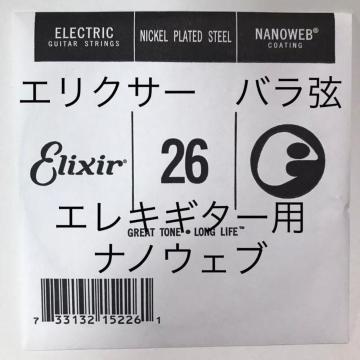 ELECTRIC
GUITAR STRINGS
NICKEL PLATED STEEL
NANOWEB®
COATING
エリクサー　バラ弦
Elixir®
26
エレキギター用
GREAT TONE • LONG LIFE™
ナノウェブ
7 33132 15226 1